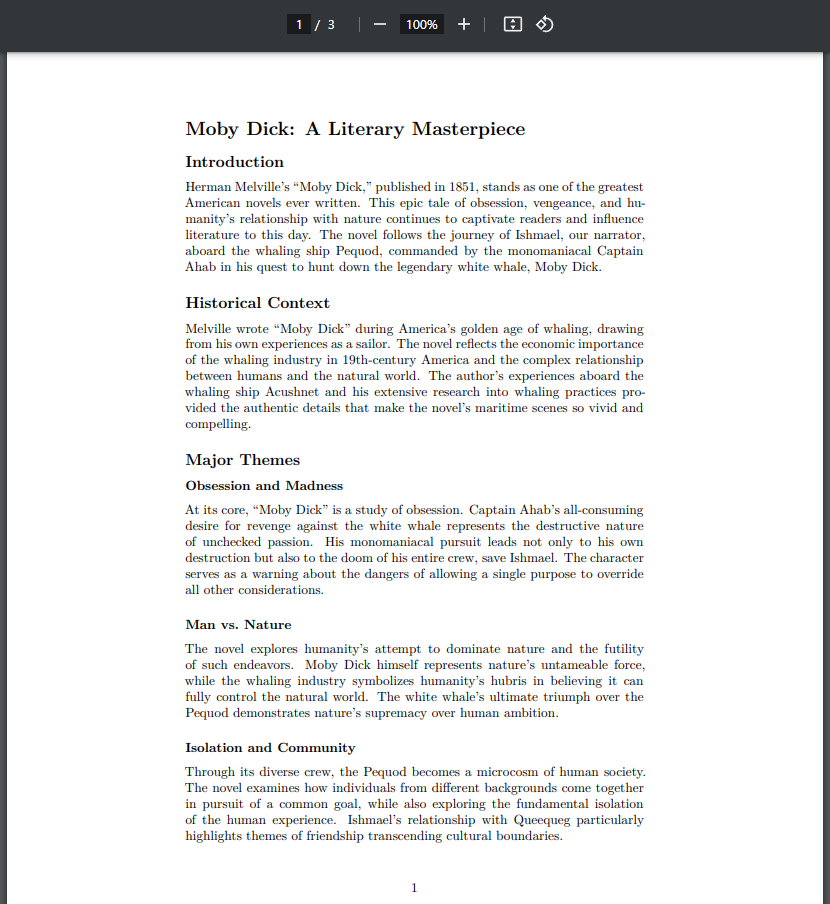 1 / 3 100%
Moby Dick: A Literary Masterpiece
Introduction
Herman Melville's “Moby Dick,” published in 1851, stands as one of the greatest
American novels ever written. This epic tale of obsession, vengeance, and hu-
manity's relationship with nature continues to captivate readers and influence
literature to this day. The novel follows the journey of Ishmael, our narrator,
aboard the whaling ship Pequod, commanded by the monomaniacal Captain
Ahab in his quest to hunt down the legendary white whale, Moby Dick.
Historical Context
Melville wrote “Moby Dick” during America's golden age of whaling, drawing
from his own experiences as a sailor. The novel reflects the economic importance
of the whaling industry in 19th-century America and the complex relationship
between humans and the natural world. The author's experiences aboard the
whaling ship Acushnet and his extensive research into whaling practices pro-
vided the authentic details that make the novel's maritime scenes so vivid and
compelling.
Major Themes
Obsession and Madness
At its core, “Moby Dick” is a study of obsession. Captain Ahab's all-consuming
desire for revenge against the white whale represents the destructive nature
of unchecked passion. His monomaniacal pursuit leads not only to his own
destruction but also to the doom of his entire crew, save Ishmael. The character
serves as a warning about the dangers of allowing a single purpose to override
all other considerations.
Man vs. Nature
The novel explores humanity's attempt to dominate nature and the futility
of such endeavors. Moby Dick himself represents nature's untameable force,
while the whaling industry symbolizes humanity's hubris in believing it can
fully control the natural world. The white whale's ultimate triumph over the
Pequod demonstrates nature's supremacy over human ambition.
Isolation and Community
Through its diverse crew, the Pequod becomes a microcosm of human society.
The novel examines how individuals from different backgrounds come together
in pursuit of a common goal, while also exploring the fundamental isolation
of the human experience. Ishmael's relationship with Queequeg particularly
highlights themes of friendship transcending cultural boundaries.
1